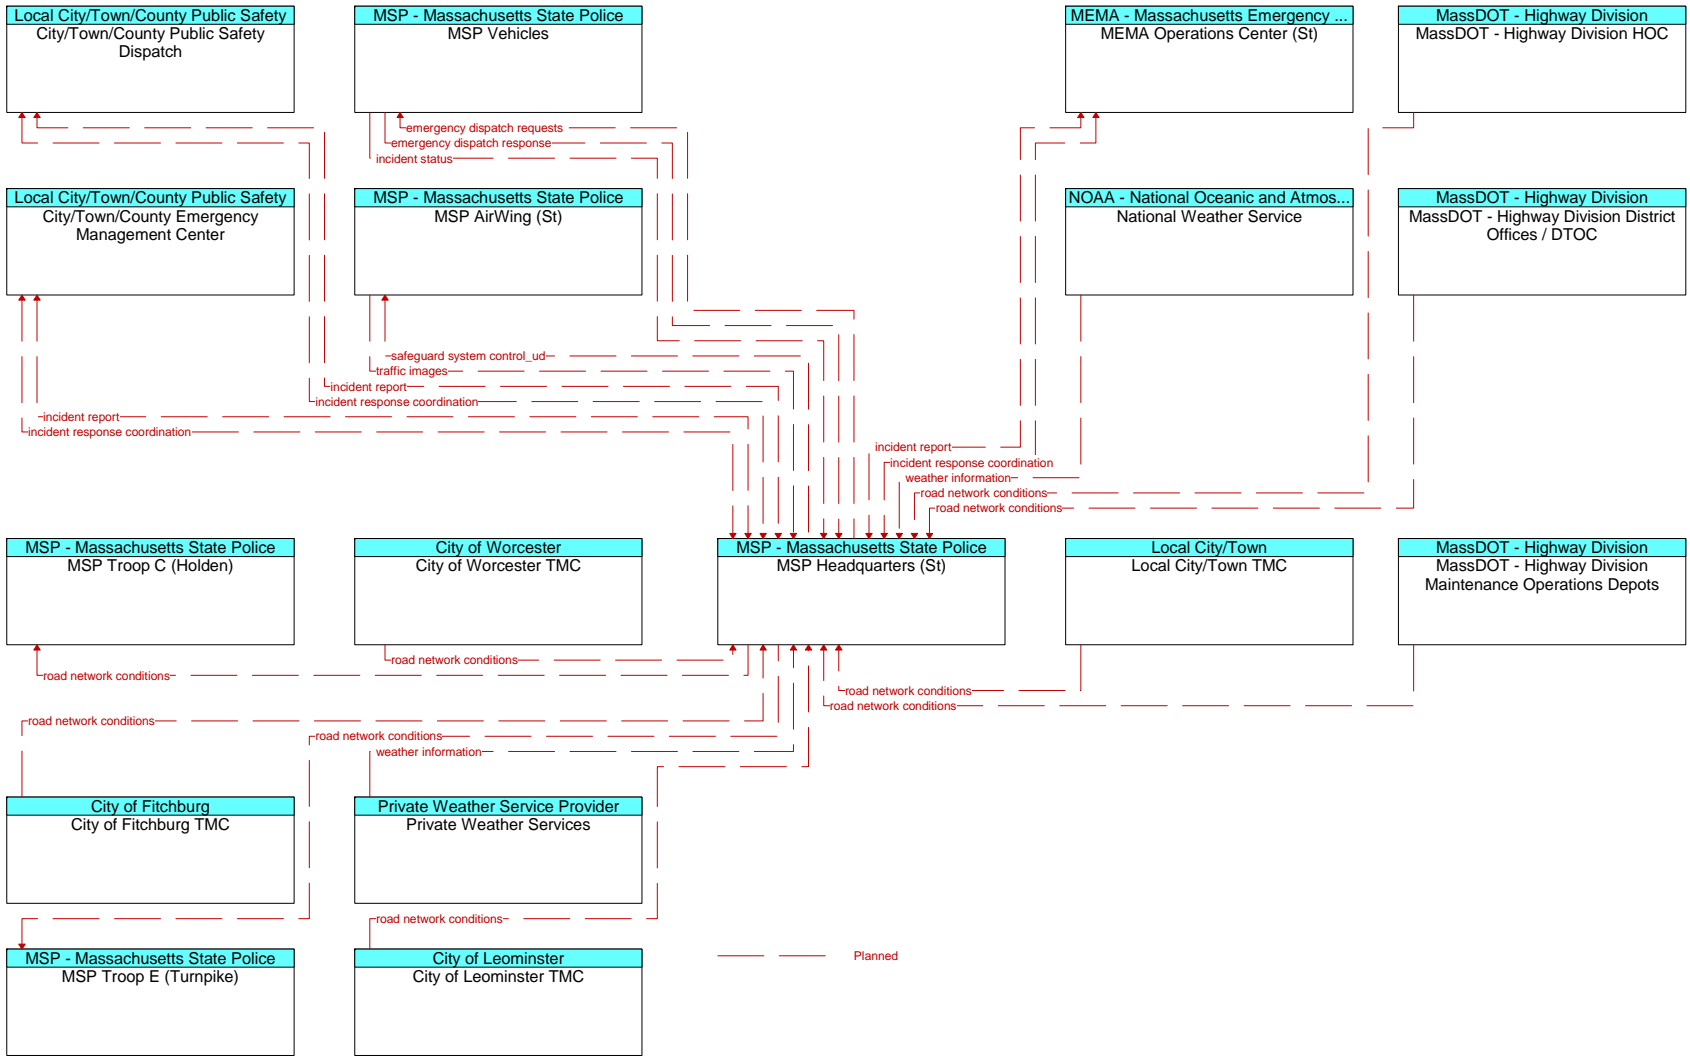 Local City/Town/County Public Safety
City/Town/County Public Safety
Dispatch
MSP - Massachusetts State Police
MSP Vehicles
MEMA - Massachusetts Emergency ...
MEMA Operations Center (St)
MassDOT - Highway Division
MassDOT - Highway Division HOC
emergency dispatch requests
emergency dispatch response
incident status
Local City/Town/County Public Safety
City/Town/County Emergency
Management Center
MSP - Massachusetts State Police
MSP AirWing (St)
NOAA - National Oceanic and Atmos...
National Weather Service
MassDOT - Highway Division
MassDOT - Highway Division District
Offices / DTOC
safeguard system control_ud
traffic images
incident report
incident response coordination
incident report
incident response coordination
incident report
incident response coordination
weather information
road network conditions
road network conditions
MSP - Massachusetts State Police
MSP Troop C (Holden)
City of Worcester
City of Worcester TMC
MSP - Massachusetts State Police
MSP Headquarters (St)
Local City/Town
Local City/Town TMC
MassDOT - Highway Division
MassDOT - Highway Division
Maintenance Operations Depots
road network conditions
road network conditions
road network conditions
road network conditions
road network conditions
road network conditions
weather information
City of Fitchburg
City of Fitchburg TMC
Private Weather Service Provider
Private Weather Services
road network conditions
MSP - Massachusetts State Police
MSP Troop E (Turnpike)
City of Leominster
City of Leominster TMC
Planned